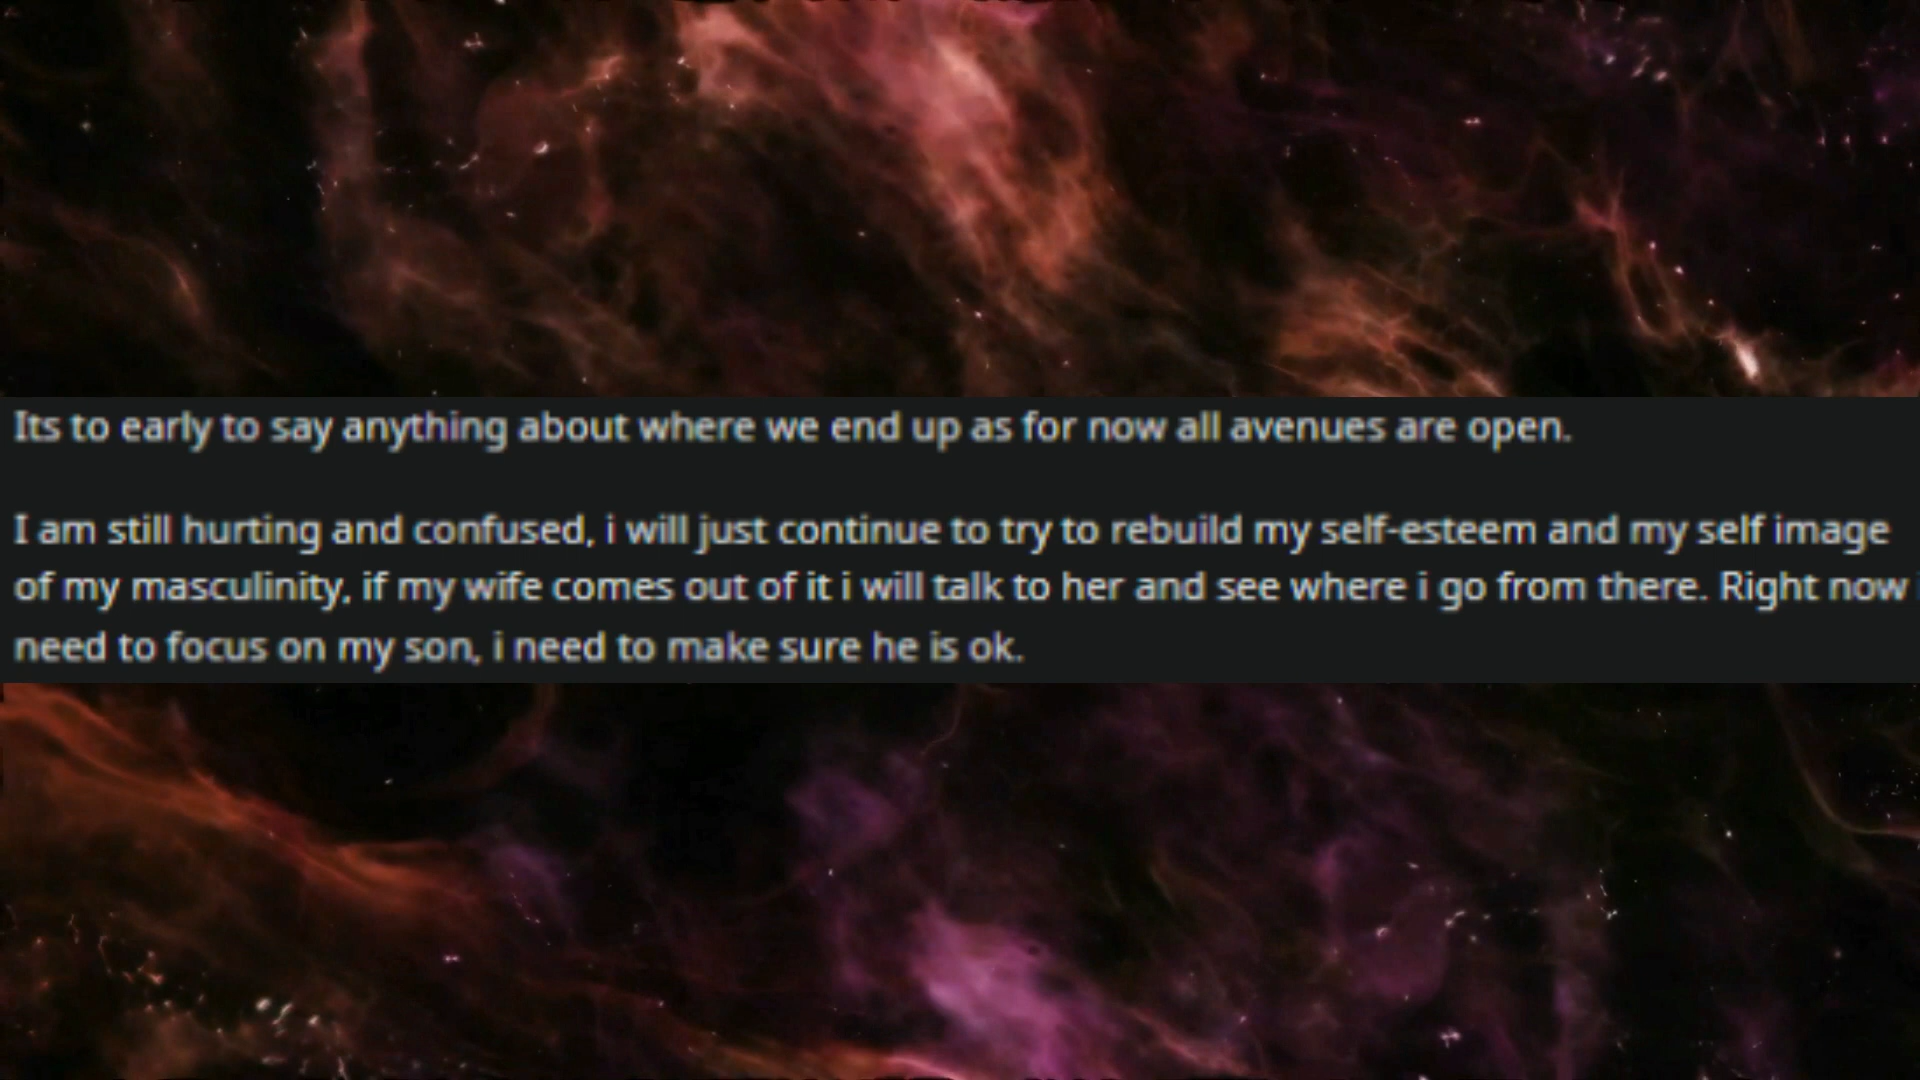 Its to early to say anything about where we end up as for now all avenues are open.
I am still hurting and confused, i will just continue to try to rebuild my self-esteem and my self image
of my masculinity, if my wife comes out of it i will talk to her and see where i go from there. Right now i
need to focus on my son, i need to make sure he is ok.